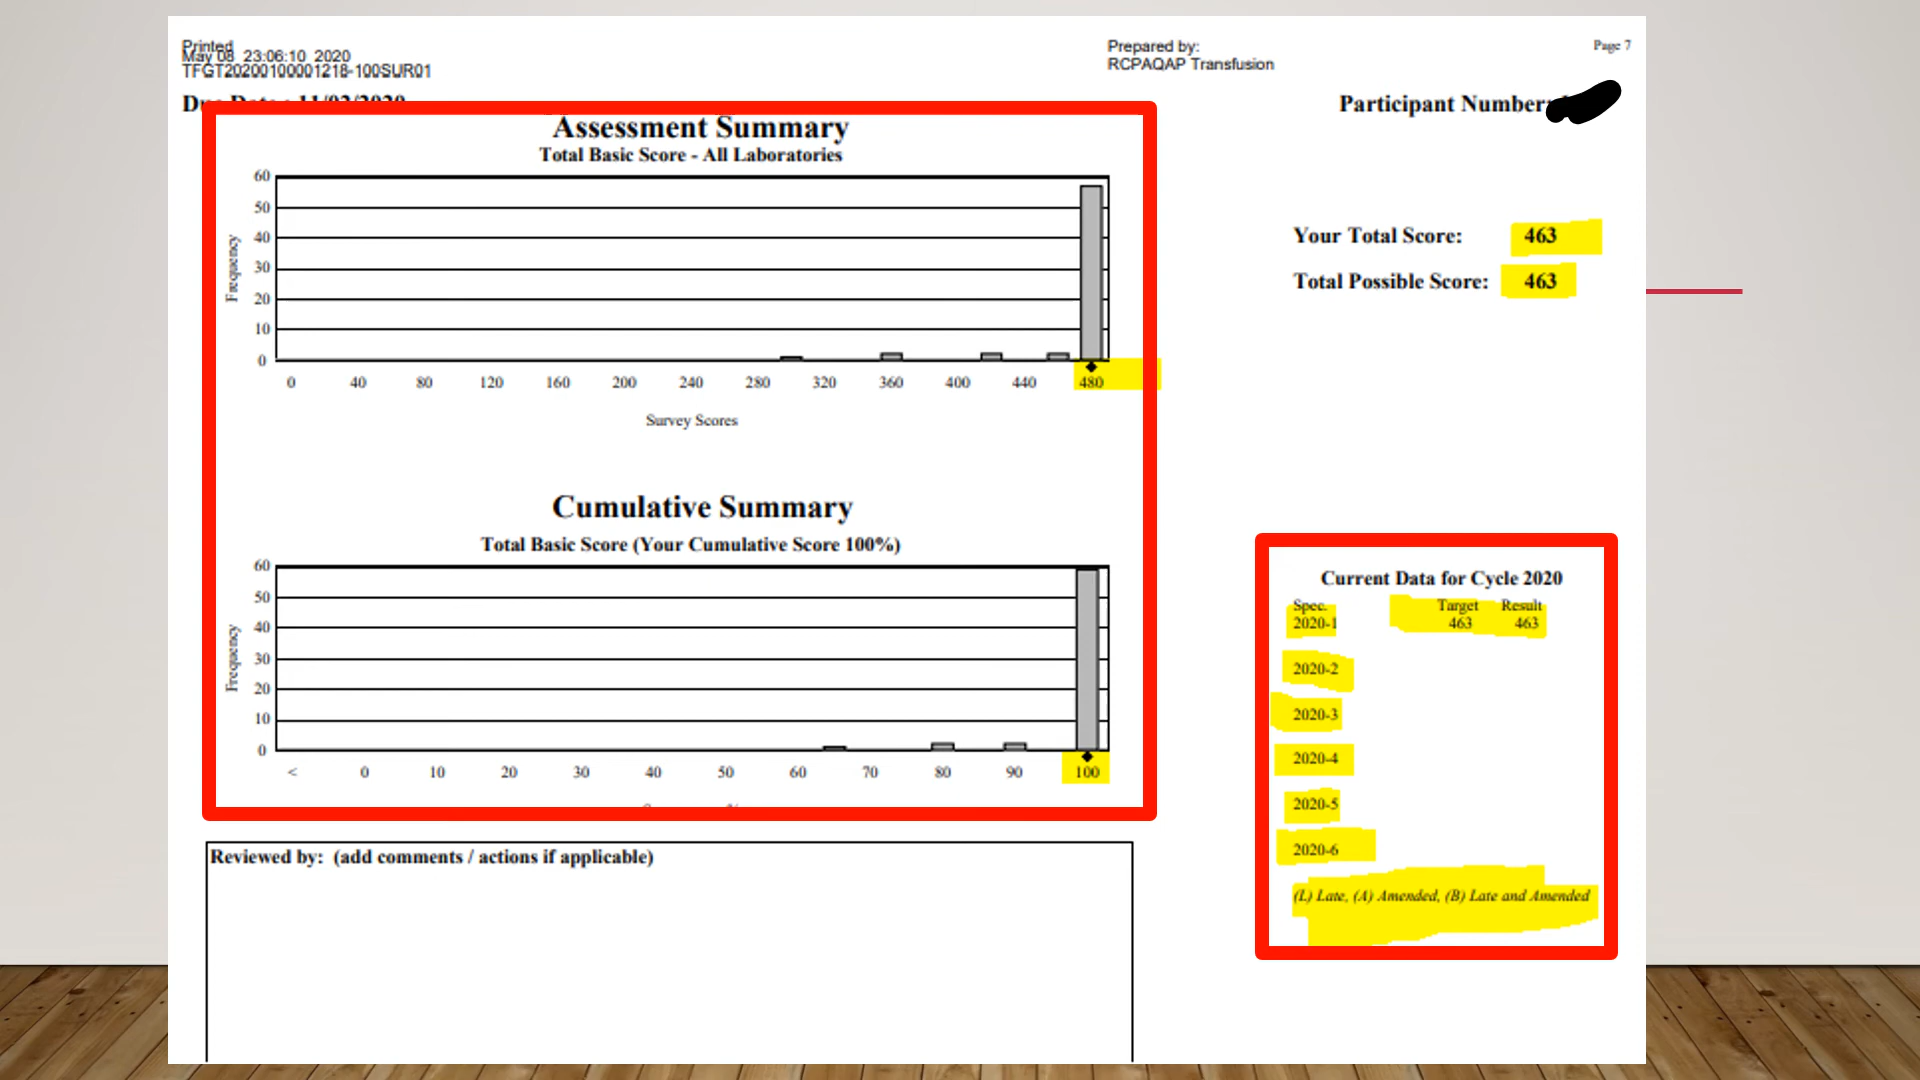 Printed
May 08 23:06:10 2020
TFGT20200100001218-100SUR01
Prepared by:
RCPAQAP Transfusion
Page 7
Due Date : 11/02/2020
Participant Number:
Assessment Summary
Total Basic Score - All Laboratories
60
50
40
30
20
10
0
Frequency
0 40 80 120 160 200 240 280 320 360 400 440 480
Survey Scores
Your Total Score: 463
Total Possible Score: 463
Cumulative Summary
Total Basic Score (Your Cumulative Score 100%)
60
50
40
30
20
10
0
Frequency
< 0 10 20 30 40 50 60 70 80 90 100
Current Data for Cycle 2020
Spec. Target Result
2020-1 463 463
2020-2
2020-3
2020-4
2020-5
2020-6
(L) Late, (A) Amended, (B) Late and Amended
Reviewed by: (add comments / actions if applicable)